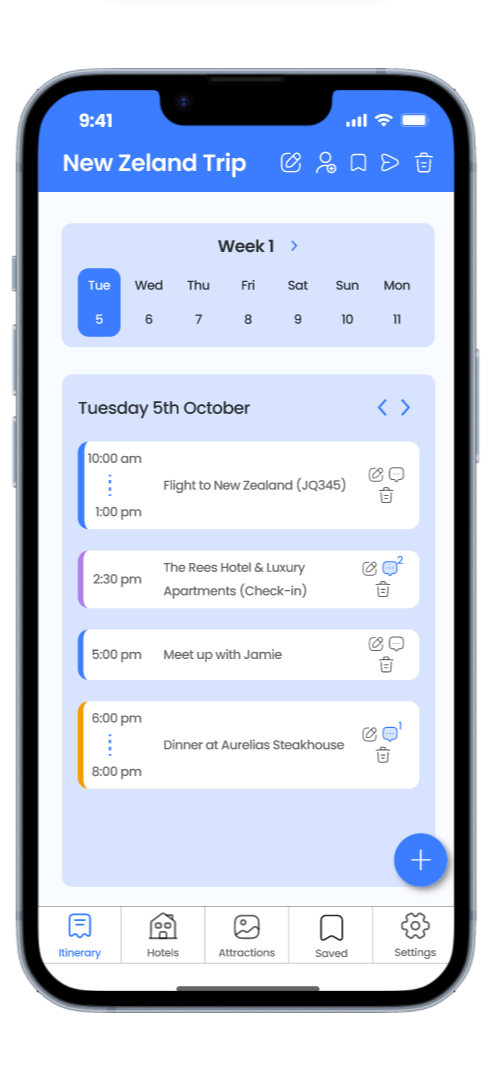 9:41
New Zeland Trip
Week 1 >
Tue Wed Thu Fri Sat Sun Mon
5 6 7 8 9 10 11
Tuesday 5th October < >
10:00 am
Flight to New Zealand (JQ345)
1:00 pm
2:30 pm
The Rees Hotel & Luxury
Apartments (Check-in)
2
5:00 pm Meet up with Jamie
6:00 pm
Dinner at Aurelias Steakhouse
1
8:00 pm
+
Itinerary Hotels Attractions Saved Settings